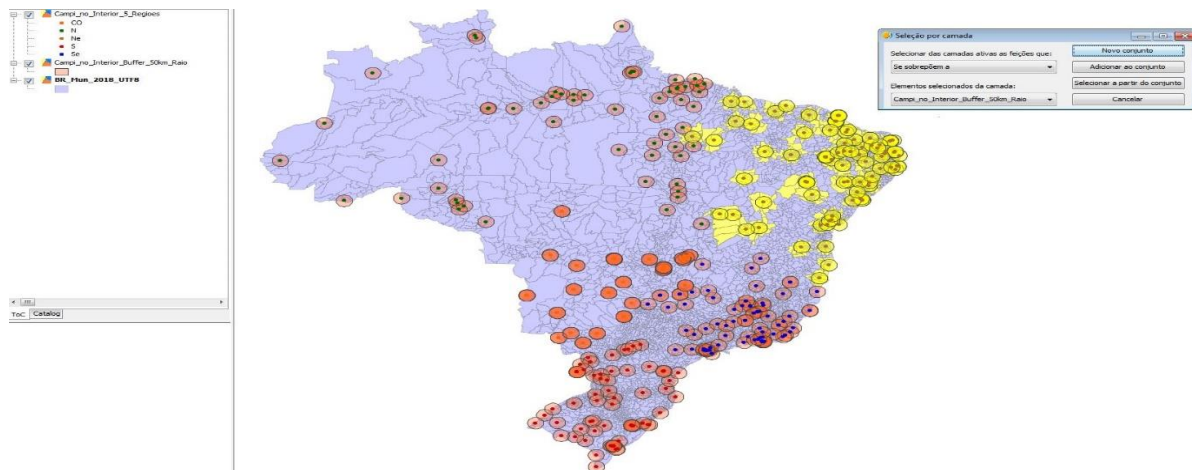 Campi_no_Interior_5_Regioes
CO
N
Ne
S
Se
Campi_no_Interior_Buffer_50km_Raio
BR_Mun_2018_UTF8
ToC
Catalog
Seleção por camada
Selecionar das camadas ativas as feições que:
Novo conjunto
Se sobrepõem a
Adicionar ao conjunto
Selecionar a partir do conjunto
Elementos selecionados da camada:
Campi_no_Interior_Buffer_50km_Raio
Cancelar